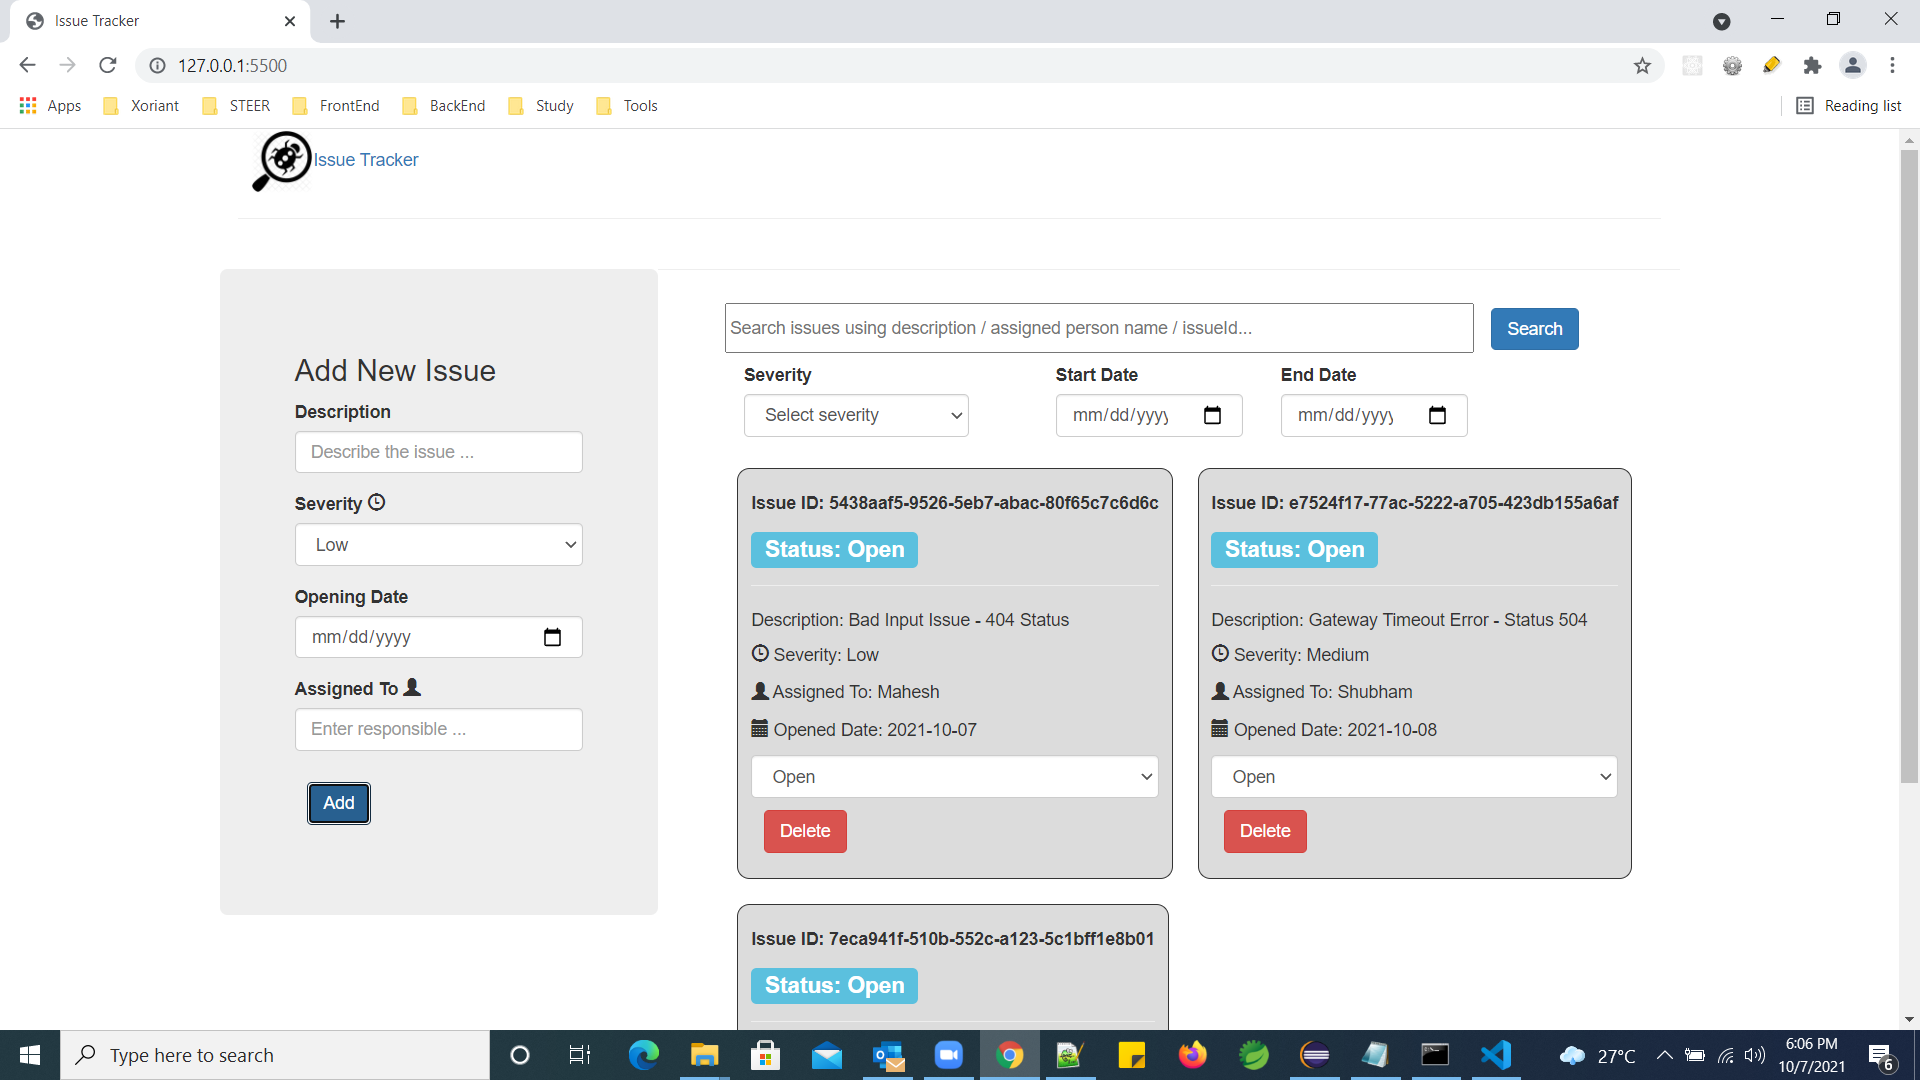 Issue Tracker
127.0.0.1:5500
Apps Xoriant STEER FrontEnd BackEnd Study Tools Reading list
Issue Tracker
Add New Issue
Description
Describe the issue ...
Severity
Low
Opening Date
mm/dd/yyyy
Assigned To
Enter responsible ...
Add
Search issues using description / assigned person name / issueId...
Search
Severity Start Date End Date
Select severity mm/dd/yyyy mm/dd/yyyy
Issue ID: 5438aaf5-9526-5eb7-abac-80f65c7c6d6c
Status: Open
Description: Bad Input Issue - 404 Status
Severity: Low
Assigned To: Mahesh
Opened Date: 2021-10-07
Open
Delete
Issue ID: e7524f17-77ac-5222-a705-423db155a6af
Status: Open
Description: Gateway Timeout Error - Status 504
Severity: Medium
Assigned To: Shubham
Opened Date: 2021-10-08
Open
Delete
Issue ID: 7eca941f-510b-552c-a123-5c1bff1e8b01
Status: Open
Type here to search
27°C
6:06 PM
10/7/2021
6